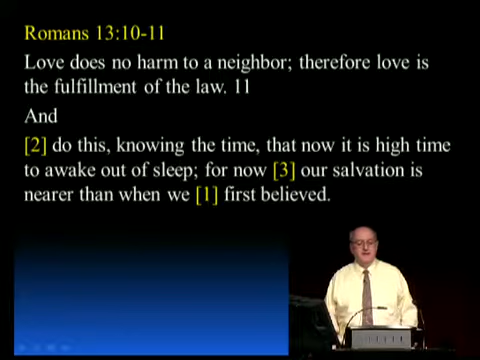 Romans 13:10-11
Love does no harm to a neighbor; therefore love is
the fulfillment of the law. 11
And
[2] do this, knowing the time, that now it is high time
to awake out of sleep; for now [3] our salvation is
nearer than when we [1] first believed.